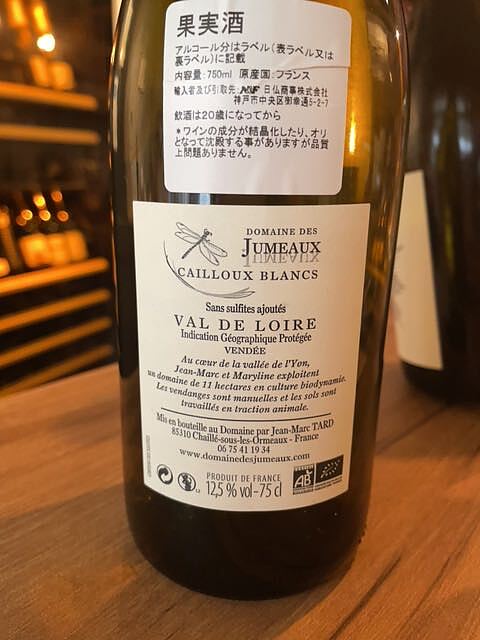 果実酒
アルコール分はラベル(表ラベル又は
裏ラベル)に記載
内容量:750ml 原産国:フランス
輸入者及び引取先: 日仏商事株式会社
神戸市中央区御幸通5-2-7
飲酒は20歳になってから
*ワインの成分が結晶化したり、オリ
となって沈殿する事がありますが品質
上問題ありません。
DOMAINE DES
JUMEAUX
CAILLOUX BLANCS
Sans sulfites ajoutés
VAL DE LOIRE
Indication Géographique Protégée
VENDÉE
Au cœur de la vallée de l'Yon,
Jean-Marc et Maryline exploitent
un domaine de 11 hectares en culture biodynamie.
Les vendanges sont manuelles et les sols sont
travaillés en traction animale.
Mis en bouteille au Domaine par Jean-Marc TARD
85310 Chaillé-sous-les-Ormeaux - France
06 75 41 19 34
www.domainedesjumeaux.com
PRODUIT DE FRANCE
12,5 % vol - 75 cl
AB